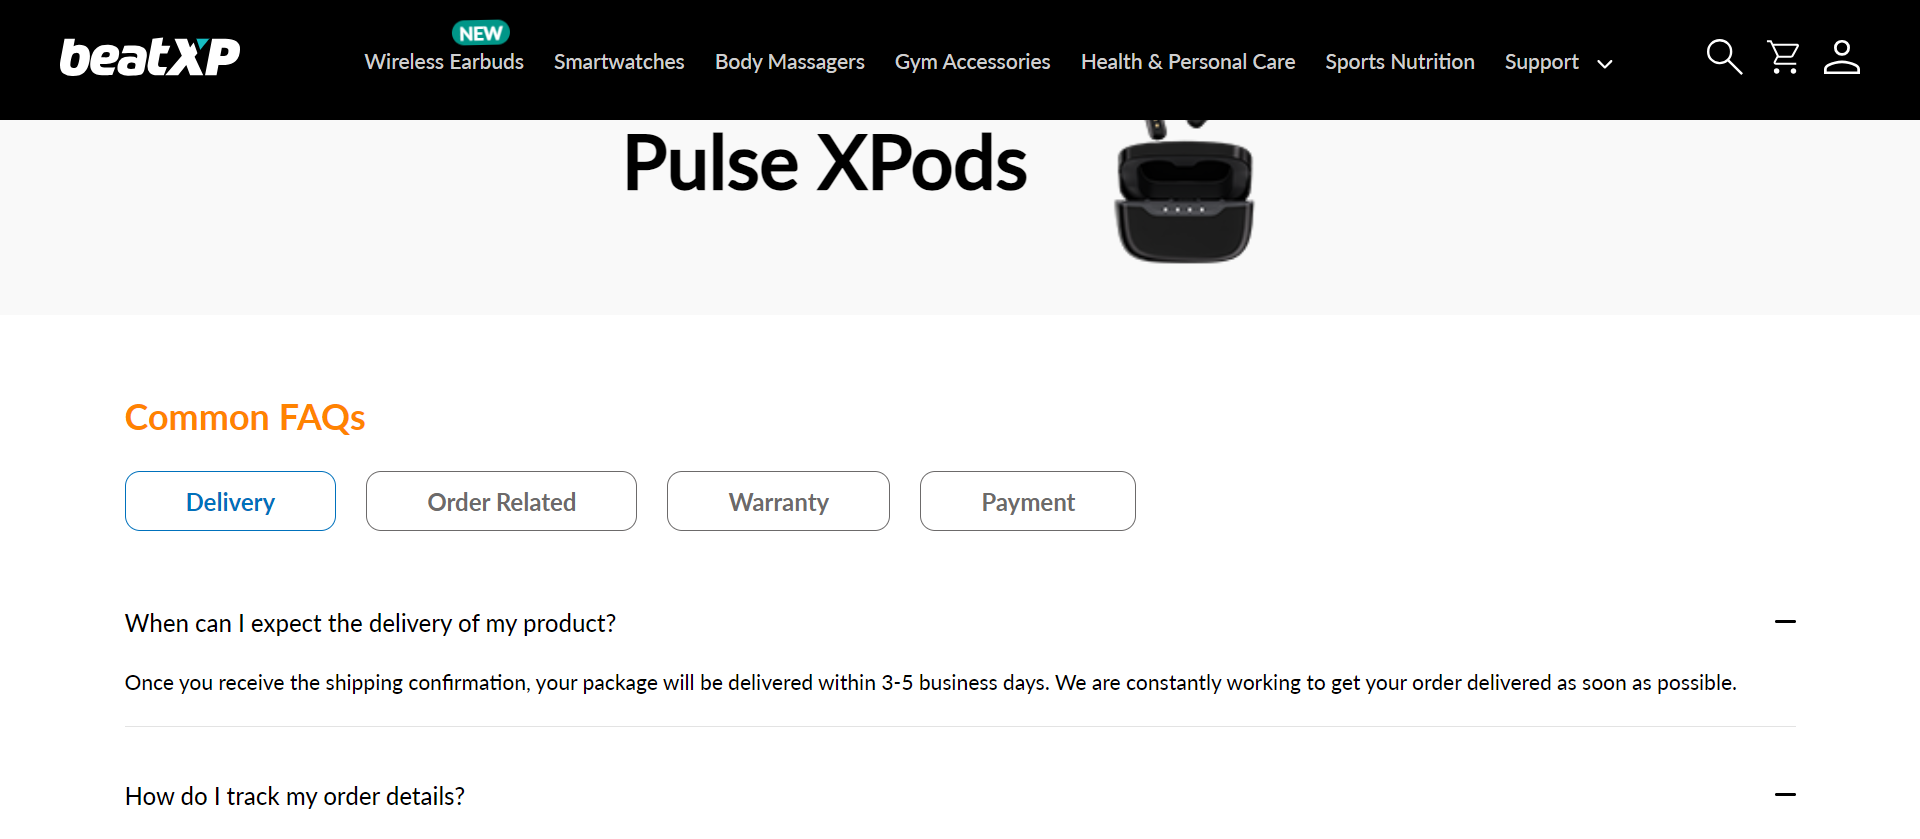 beatXP
NEW
Wireless Earbuds Smartwatches Body Massagers Gym Accessories Health & Personal Care Sports Nutrition Support
Pulse XPods
Common FAQs
Delivery Order Related Warranty Payment
When can I expect the delivery of my product?
Once you receive the shipping confirmation, your package will be delivered within 3-5 business days. We are constantly working to get your order delivered as soon as possible.
How do I track my order details?